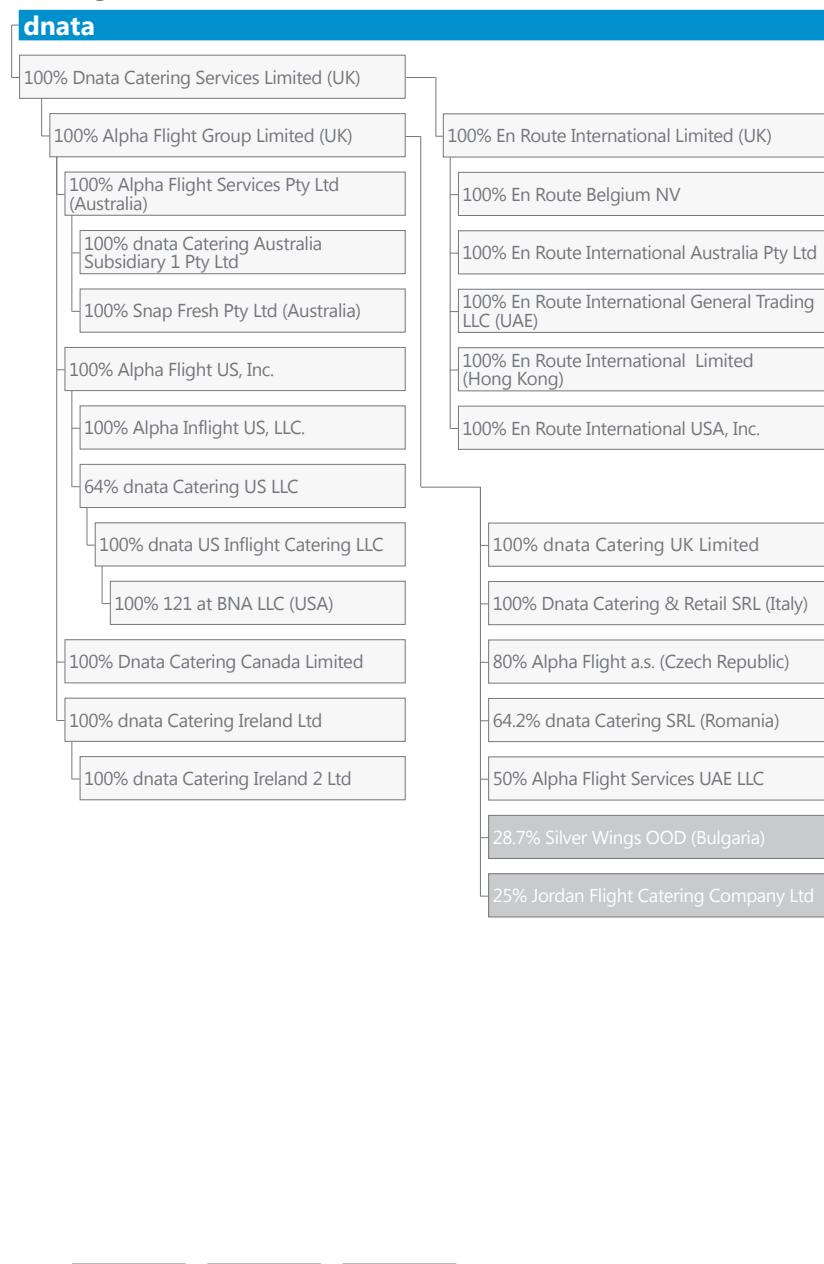 dnata
100% Dnata Catering Services Limited (UK)
100% Alpha Flight Group Limited (UK)
100% Alpha Flight Services Pty Ltd
(Australia)
100% dnata Catering Australia
Subsidiary 1 Pty Ltd
100% Snap Fresh Pty Ltd (Australia)
100% Alpha Flight US, Inc.
100% Alpha Inflight US, LLC.
64% dnata Catering US LLC
100% dnata US Inflight Catering LLC
100% 121 at BNA LLC (USA)
100% Dnata Catering Canada Limited
100% dnata Catering Ireland Ltd
100% dnata Catering Ireland 2 Ltd
100% En Route International Limited (UK)
100% En Route Belgium NV
100% En Route International Australia Pty Ltd
100% En Route International General Trading
LLC (UAE)
100% En Route International Limited
(Hong Kong)
100% En Route International USA, Inc.
100% dnata Catering UK Limited
100% Dnata Catering & Retail SRL (Italy)
80% Alpha Flight a.s. (Czech Republic)
64.2% dnata Catering SRL (Romania)
50% Alpha Flight Services UAE LLC
28.7% Silver Wings OOD (Bulgaria)
25% Jordan Flight Catering Company Ltd